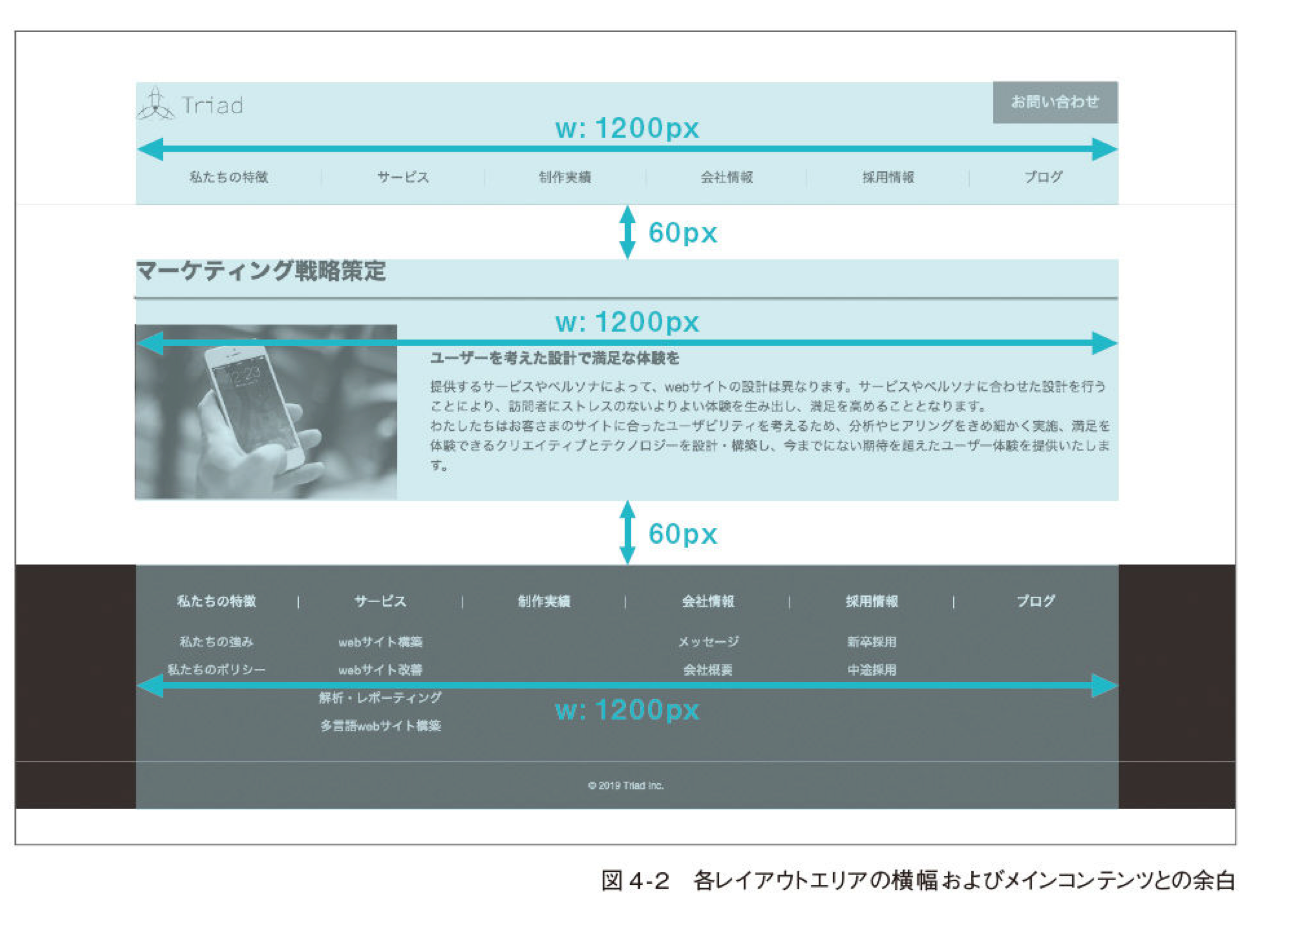 Triad
お問い合わせ
w: 1200px
私たちの特徴 サービス 制作実績 会社情報 採用情報 ブログ
60px
マーケティング戦略策定
w: 1200px
ユーザーを考えた設計で満足な体験を
提供するサービスやペルソナによって、webサイトの設計は異なります。サービスやペルソナに合わせた設計を行う
ことにより、訪問者にストレスのないよりよい体験を生み出し、満足を高めることとなります。
わたしたちはお客さまのサイトに合ったユーザビリティを考えるため、分析やヒアリングをきめ細かく実施、満足を
体験できるクリエイティブとテクノロジーを設計・構築し、今までにない期待を超えたユーザー体験を提供いたしま
す。
60px
私たちの特徴 | サービス | 制作実績 | 会社情報 | 採用情報 | ブログ
私たちの強み webサイト構築 メッセージ 新卒採用
私たちのポリシー webサイト改善 会社概要 中途採用
解析・レポーティング
w: 1200px
多言語webサイト構築
© 2019 Triad Inc.
図 4-2 各レイアウトエリアの横幅およびメインコンテンツとの余白